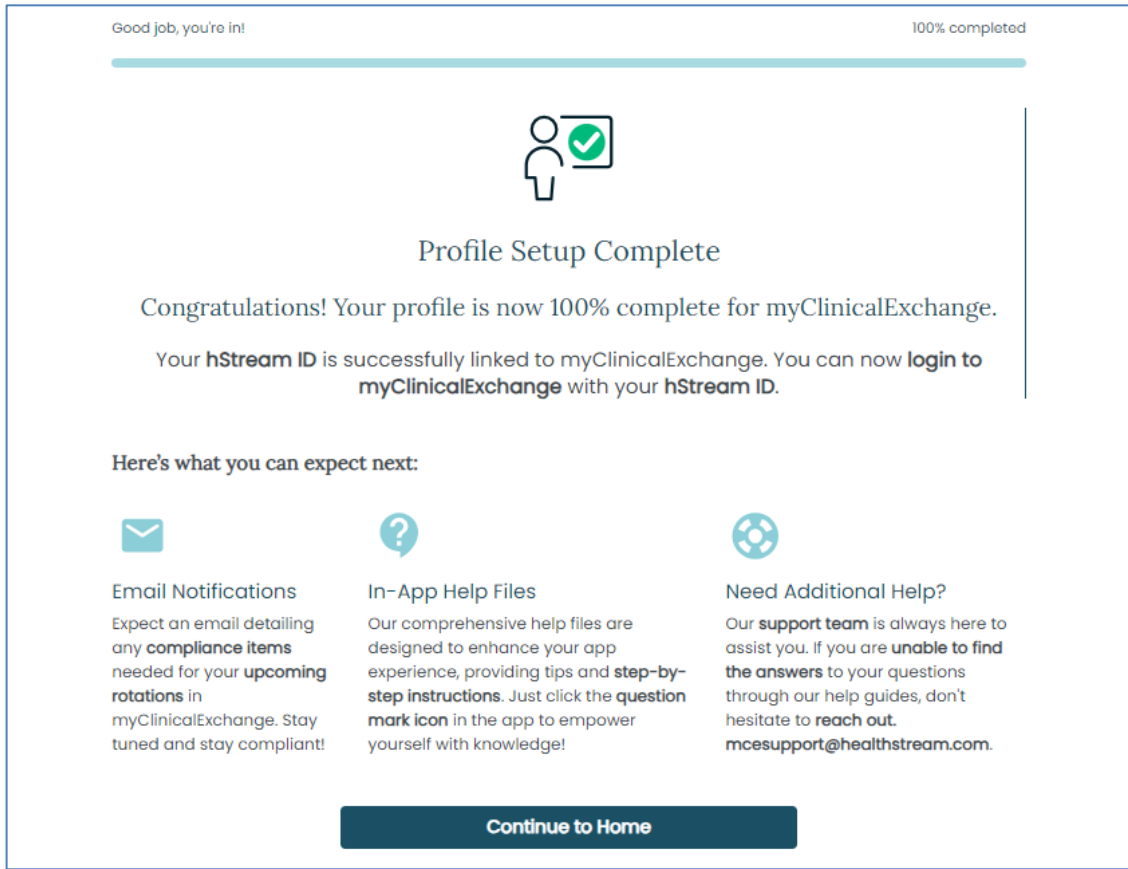 Good job, you're in!
100% completed
Profile Setup Complete
Congratulations! Your profile is now 100% complete for myClinicalExchange.
Your hStream ID is successfully linked to myClinicalExchange. You can now login to
myClinicalExchange with your hStream ID.
Here's what you can expect next:
Email Notifications
Expect an email detailing
any compliance items
needed for your upcoming
rotations in
myClinicalExchange. Stay
tuned and stay compliant!
In-App Help Files
Our comprehensive help files are
designed to enhance your app
experience, providing tips and step-by-
step instructions. Just click the question
mark icon in the app to empower
yourself with knowledge!
Need Additional Help?
Our support team is always here to
assist you. If you are unable to find
the answers to your questions
through our help guides, don't
hesitate to reach out.
mcesupport@healthstream.com.
Continue to Home